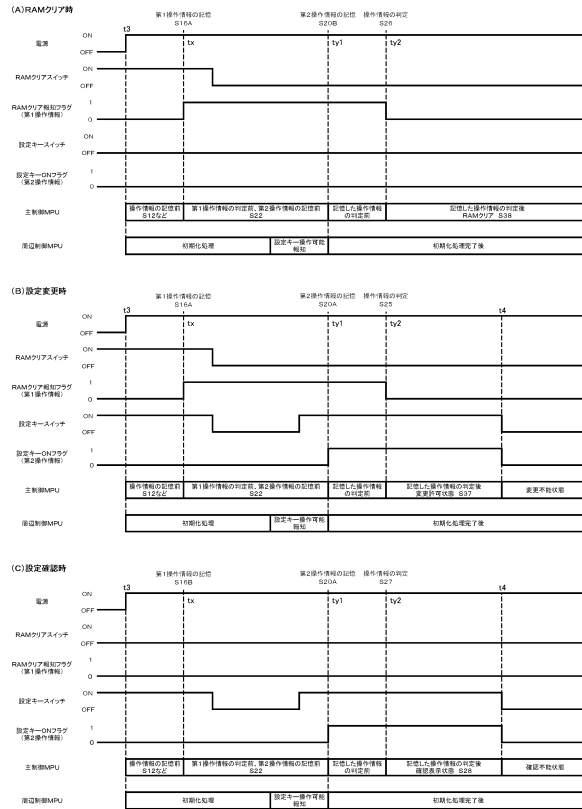 (A)RAMクリア時
第1操作情報の記憶
S16A
第2操作情報の記憶
S20B
操作情報の判定
S26
t3
tx
ty1
ty2
電源
ON
OFF
RAMクリアスイッチ
ON
OFF
RAMクリア報知フラグ
(第1操作情報)
1
0
設定キースイッチ
ON
OFF
設定キーONフラグ
(第2操作情報)
1
0
主制御MPU
操作情報の記憶前
S12など
第1操作情報の判定前、第2操作情報の記憶前
S22
記憶した操作情報
の判定前
記憶した操作情報の判定後
RAMクリア S38
周辺制御MPU
初期化処理
設定キー操作可能
報知
初期化処理完了後
(B)設定変更時
第1操作情報の記憶
S16A
第2操作情報の記憶
S20A
操作情報の判定
S25
t3
tx
ty1
ty2
t4
電源
ON
OFF
RAMクリアスイッチ
ON
OFF
RAMクリア報知フラグ
(第1操作情報)
1
0
設定キースイッチ
ON
OFF
設定キーONフラグ
(第2操作情報)
1
0
主制御MPU
操作情報の記憶前
S12など
第1操作情報の判定前、第2操作情報の記憶前
S22
記憶した操作情報
の判定前
記憶した操作情報の判定後
変更許可状態 S37
変更不能状態
周辺制御MPU
初期化処理
設定キー操作可能
報知
初期化処理完了後
(C)設定確認時
第1操作情報の記憶
S16B
第2操作情報の記憶
S20A
操作情報の判定
S27
t3
tx
ty1
ty2
t4
電源
ON
OFF
RAMクリアスイッチ
ON
OFF
RAMクリア報知フラグ
(第1操作情報)
1
0
設定キースイッチ
ON
OFF
設定キーONフラグ
(第2操作情報)
1
0
主制御MPU
操作情報の記憶前
S12など
第1操作情報の判定前、第2操作情報の記憶前
S22
記憶した操作情報
の判定前
記憶した操作情報の判定後
確認表示状態 S28
確認不能状態
周辺制御MPU
初期化処理
設定キー操作可能
報知
初期化処理完了後